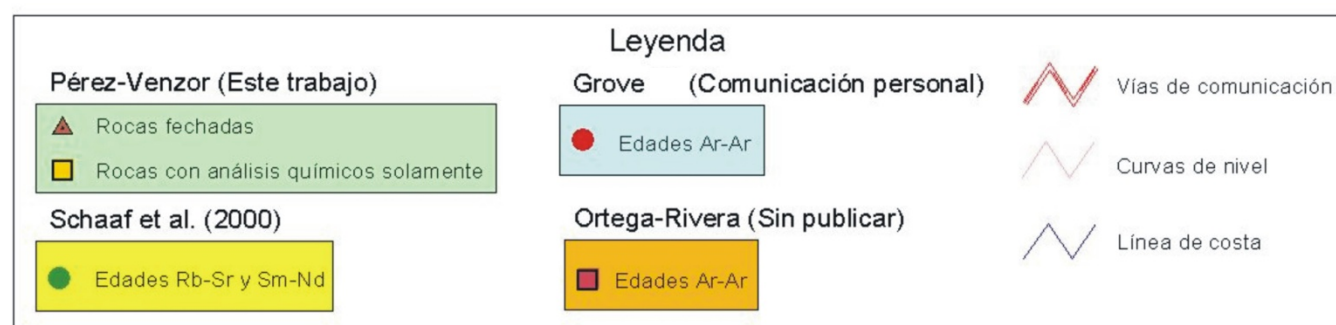 Leyenda
Pérez-Venzor (Este trabajo)
Rocas fechadas
Rocas con análisis químicos solamente
Schaaf et al. (2000)
Edades Rb-Sr y Sm-Nd
Grove (Comunicación personal)
Edades Ar-Ar
Ortega-Rivera (Sin publicar)
Edades Ar-Ar
Vías de comunicación
Curvas de nivel
Línea de costa